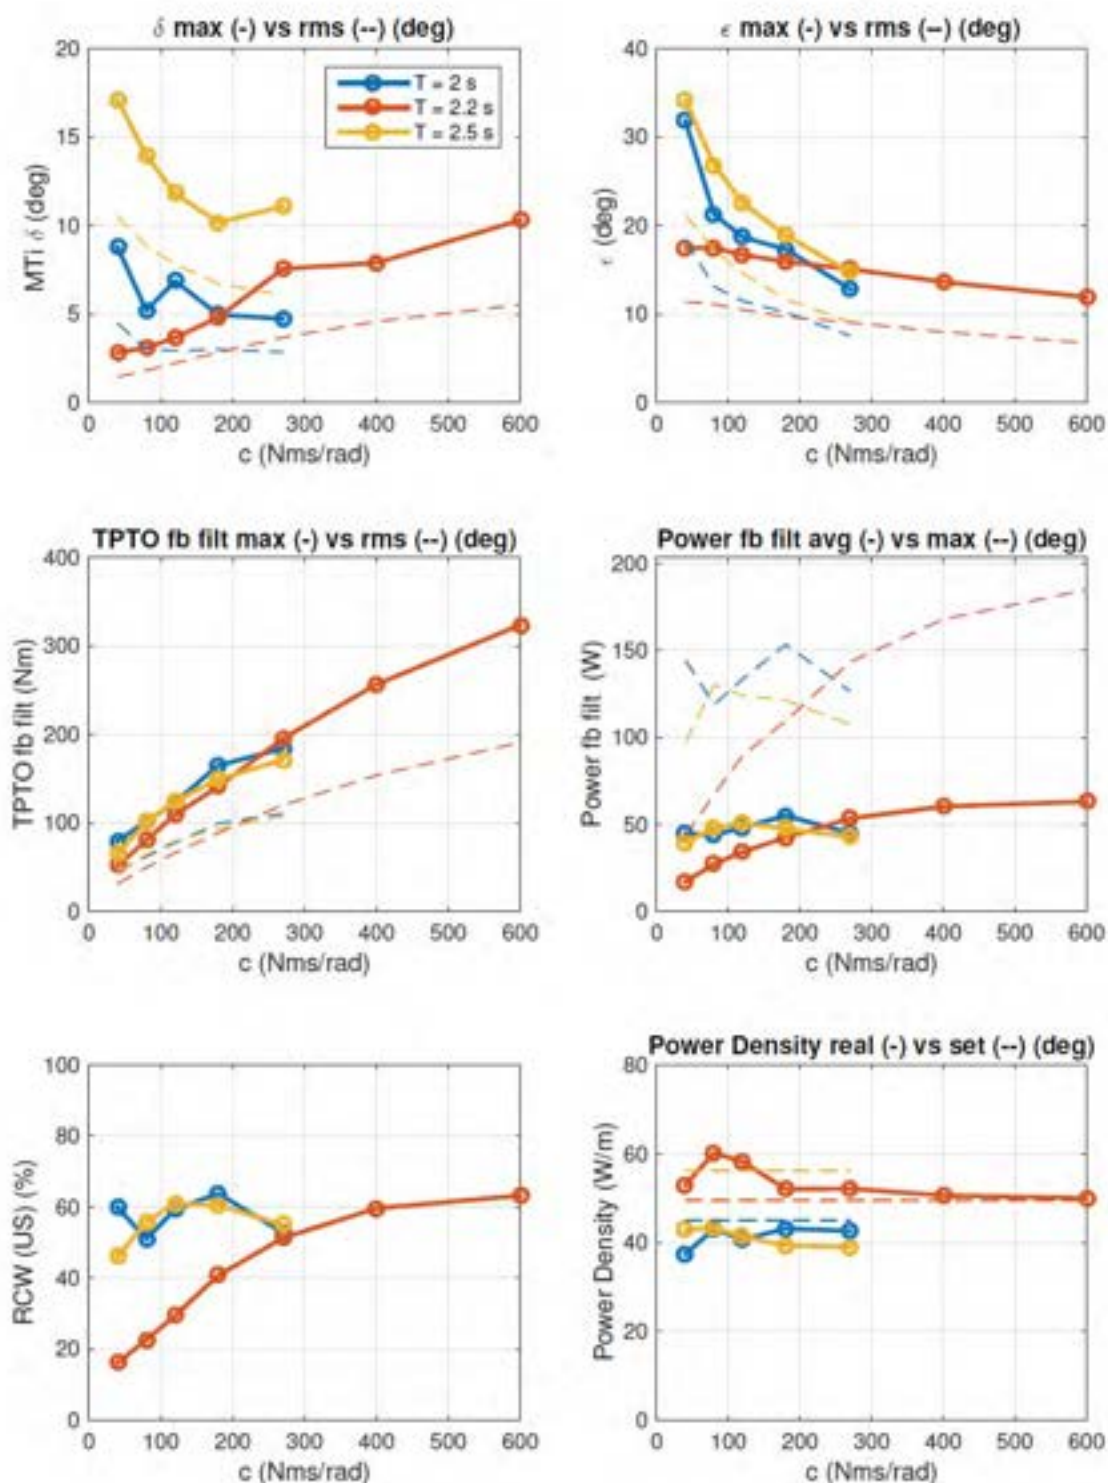 δ max (-) vs rms (--) (deg)
20
15
10
5
0
MTi δ (deg)
T = 2 s
T = 2.2 s
T = 2.5 s
0 100 200 300 400 500 600
c (Nms/rad)
ϵ max (-) vs rms (--) (deg)
40
30
20
10
0
ϵ (deg)
0 100 200 300 400 500 600
c (Nms/rad)
TPTO fb filt max (-) vs rms (--) (deg)
400
300
200
100
0
TPTO fb filt (Nm)
0 100 200 300 400 500 600
c (Nms/rad)
Power fb filt avg (-) vs max (--) (deg)
200
150
100
50
0
Power fb filt (W)
0 100 200 300 400 500 600
c (Nms/rad)
100
80
60
40
20
0
RCW (US) (%)
0 100 200 300 400 500 600
c (Nms/rad)
Power Density real (-) vs set (--) (deg)
80
60
40
20
0
Power Density (W/m)
0 100 200 300 400 500 600
c (Nms/rad)